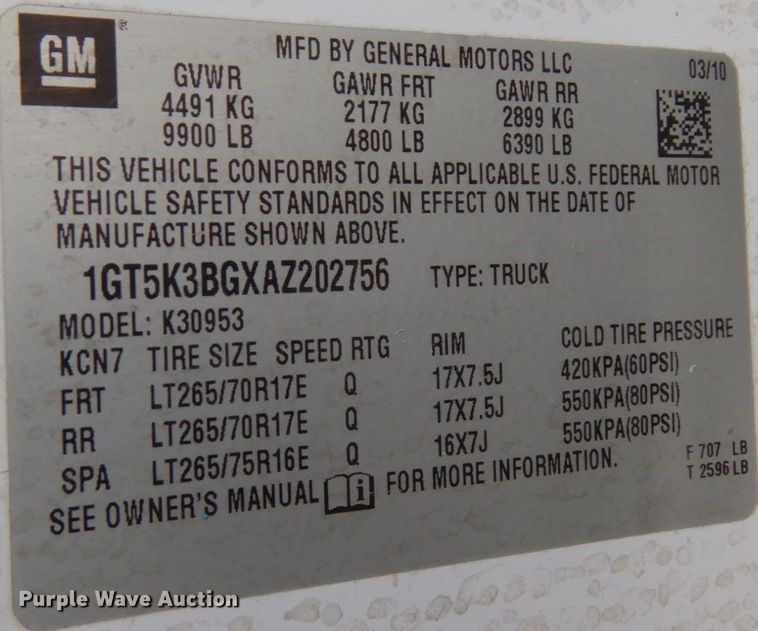 GM ®
MFD BY GENERAL MOTORS LLC
03/10
GVWR GAWR FRT GAWR RR
4491 KG 2177 KG 2899 KG
9900 LB 4800 LB 6390 LB
THIS VEHICLE CONFORMS TO ALL APPLICABLE U.S. FEDERAL MOTOR
VEHICLE SAFETY STANDARDS IN EFFECT ON THE DATE OF
MANUFACTURE SHOWN ABOVE.
1GT5K3BGXAZ202756 TYPE: TRUCK
MODEL: K30953
KCN7 TIRE SIZE SPEED RTG RIM COLD TIRE PRESSURE
FRT LT265/70R17E Q 17X7.5J 420KPA(60PSI)
RR LT265/70R17E Q 17X7.5J 550KPA(80PSI)
SPA LT265/75R16E Q 16X7J 550KPA(80PSI)
SEE OWNER'S MANUAL i FOR MORE INFORMATION.
F 707 LB
T 2596 LB
Purple Wave Auction